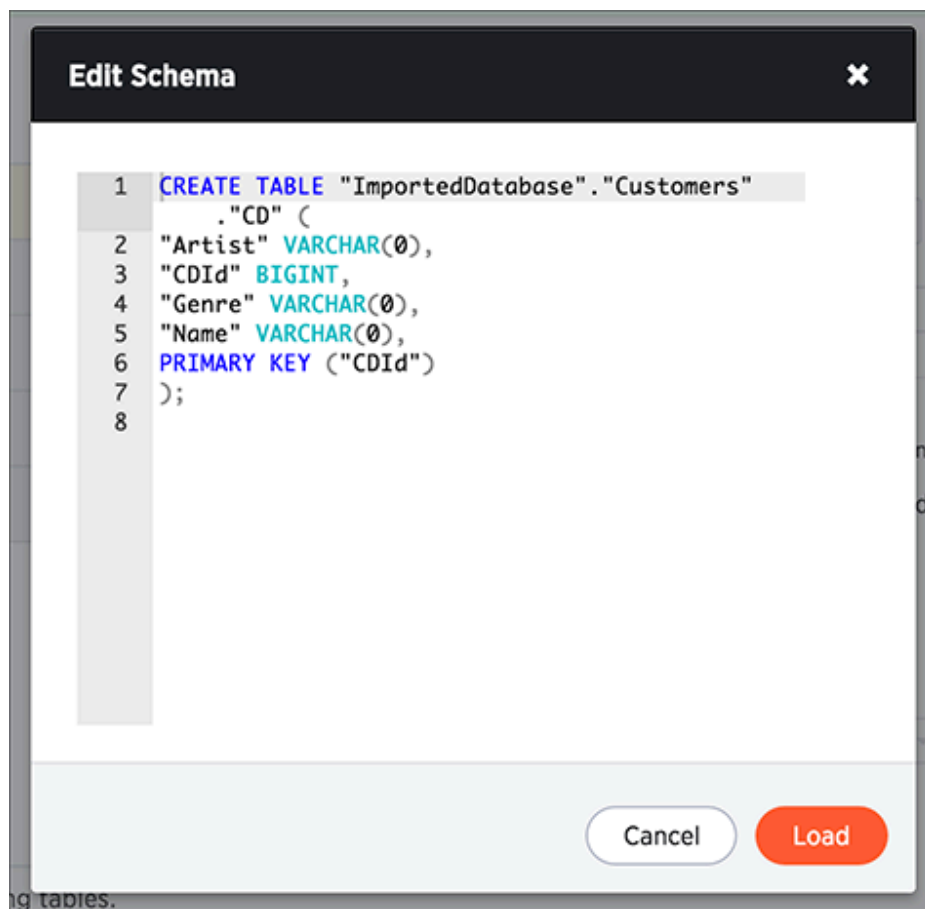 Edit Schema
1 CREATE TABLE "ImportedDatabase"."Customers"
."CD" (
2 "Artist" VARCHAR(0),
3 "CDId" BIGINT,
4 "Genre" VARCHAR(0),
5 "Name" VARCHAR(0),
6 PRIMARY KEY ("CDId")
7 );
8
Cancel
Load
tables.